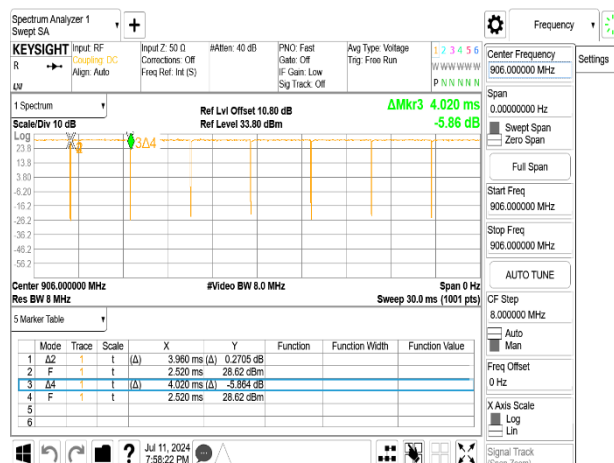 Spectrum Analyzer 1
Swept SA
+
Frequency
KEYSIGHT
R
Input: RF
Coupling: DC
Align: Auto
Input Z: 50 Ω
Corrections: Off
Freq Ref: Int (S)
#Atten: 40 dB
PNO: Fast
Gate: Off
IF Gain: Low
Sig Track: Off
Avg Type: Voltage
Trig: Free Run
1 2 3 4 5 6
W W W W W W
P N N N N N
1 Spectrum
Scale/Div 10 dB
Ref Lvl Offset 10.80 dB
Ref Level 33.80 dBm
ΔMkr3 4.020 ms
-5.86 dB
Log
23.8
13.8
3.80
-6.20
-16.2
-26.2
-36.2
-46.2
-56.2
3Δ4
Center 906.000000 MHz
Res BW 8 MHz
#Video BW 8.0 MHz
Span 0 Hz
Sweep 30.0 ms (1001 pts)
5 Marker Table
Mode Trace Scale X Y Function Function Width Function Value
1 Δ2 1 t (Δ) 3.960 ms (Δ) 0.2705 dB
2 F 1 t 2.520 ms 28.62 dBm
3 Δ4 1 t (Δ) 4.020 ms (Δ) -5.864 dB
4 F 1 t 2.520 ms 28.62 dBm
5
6
?
Jul 11, 2024
7:58:22 PM
Center Frequency
906.000000 MHz
Settings
Span
0.00000000 Hz
Swept Span
Zero Span
Full Span
Start Freq
906.000000 MHz
Stop Freq
906.000000 MHz
AUTO TUNE
CF Step
8.000000 MHz
Auto
Man
Freq Offset
0 Hz
X Axis Scale
Log
Lin
Signal Track
(Span Zoom)